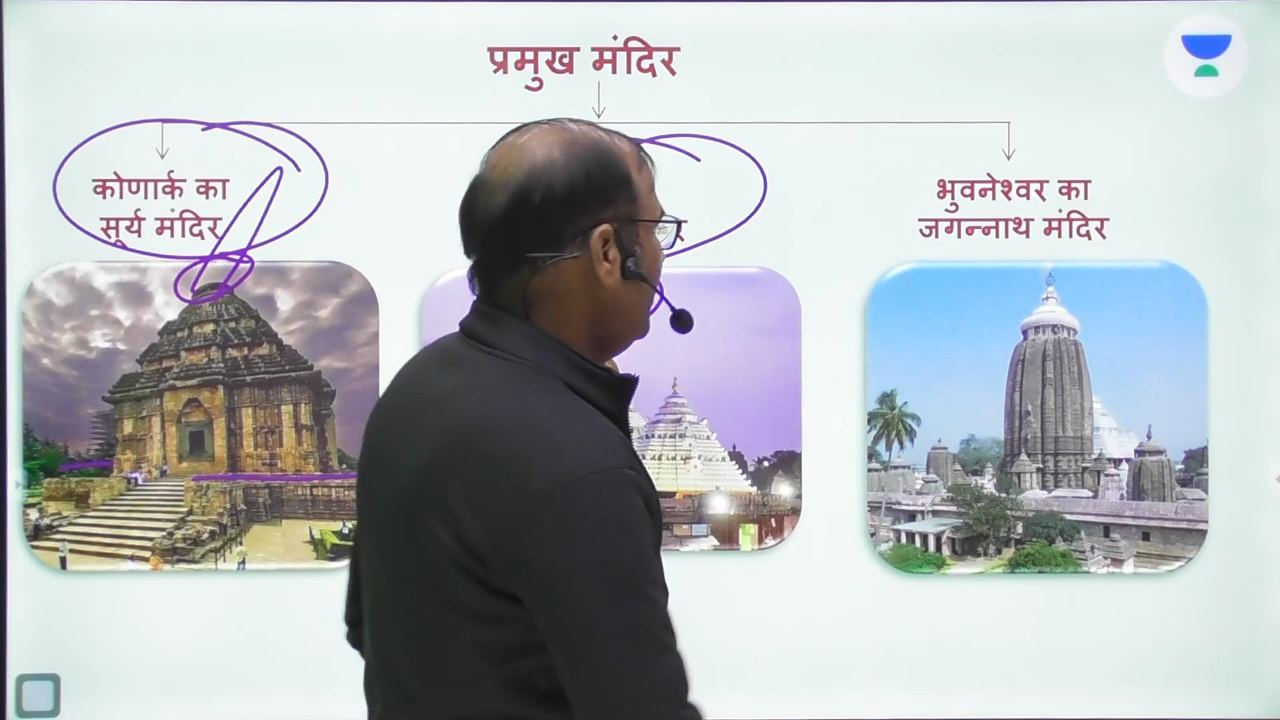 प्रमुख मंदिर
कोणार्क का
सूर्य मंदिर
भुवनेश्वर का
जगन्नाथ मंदिर